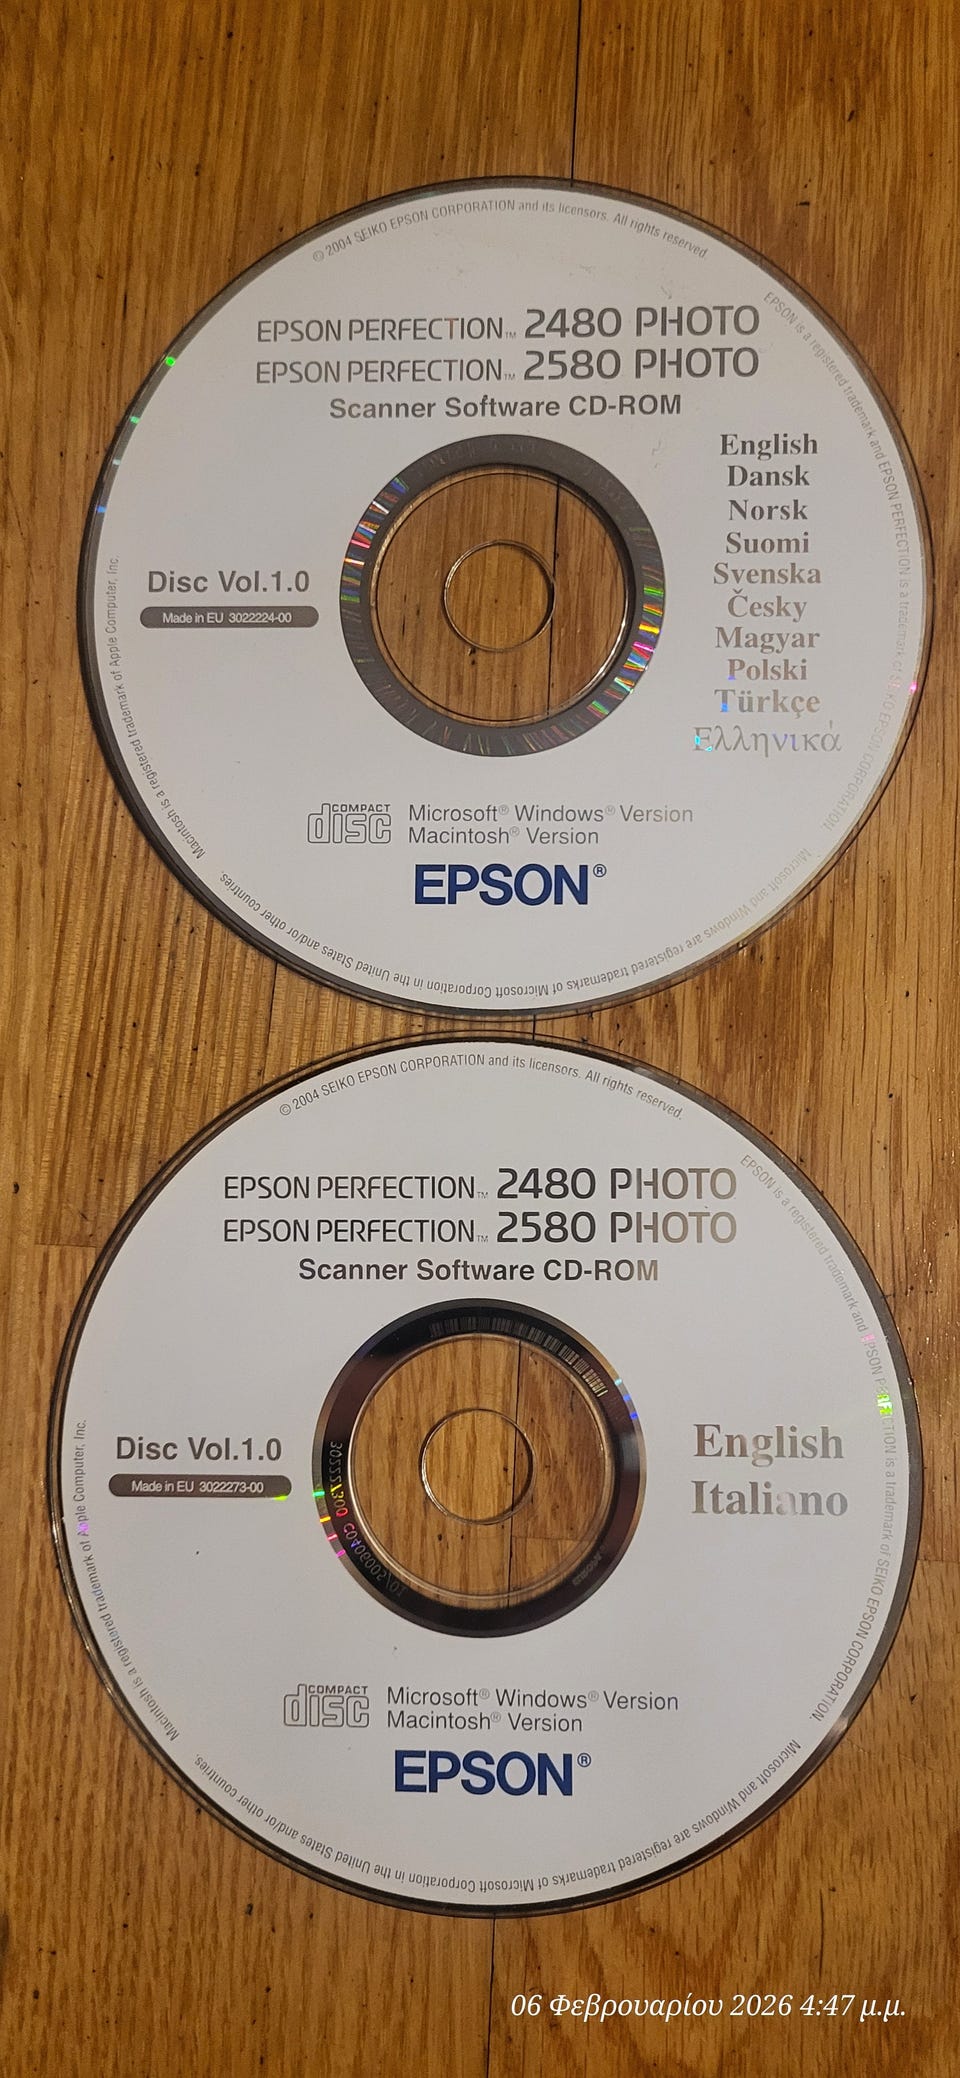 © 2004 SEIKO EPSON CORPORATION and its licensors. All rights reserved.
EPSON is a registered trademark and EPSON PERFECTION is a trademark of SEIKO EPSON CORPORATION.
EPSON PERFECTION™ 2480 PHOTO
EPSON PERFECTION™ 2580 PHOTO
Scanner Software CD-ROM
English
Dansk
Norsk
Suomi
Svenska
Česky
Magyar
Polski
Türkçe
Ελληνικά
Disc Vol.1.0
Made in EU 3022224-00
COMPACT
disc
Microsoft® Windows® Version
Macintosh® Version
EPSON®
Microsoft and Windows are registered trademarks of Microsoft Corporation in the United States and/or other countries.
Macintosh is a registered trademark of Apple Computer, Inc.
© 2004 SEIKO EPSON CORPORATION and its licensors. All rights reserved.
EPSON is a registered trademark and EPSON PERFECTION is a trademark of SEIKO EPSON CORPORATION.
EPSON PERFECTION™ 2480 PHOTO
EPSON PERFECTION™ 2580 PHOTO
Scanner Software CD-ROM
English
Italiano
Disc Vol.1.0
Made in EU 3022273-00
COMPACT
disc
Microsoft® Windows® Version
Macintosh® Version
EPSON®
Microsoft and Windows are registered trademarks of Microsoft Corporation in the United States and/or other countries.
Macintosh is a registered trademark of Apple Computer, Inc.
06 Φεβρουαρίου 2026 4:47 μ.μ.